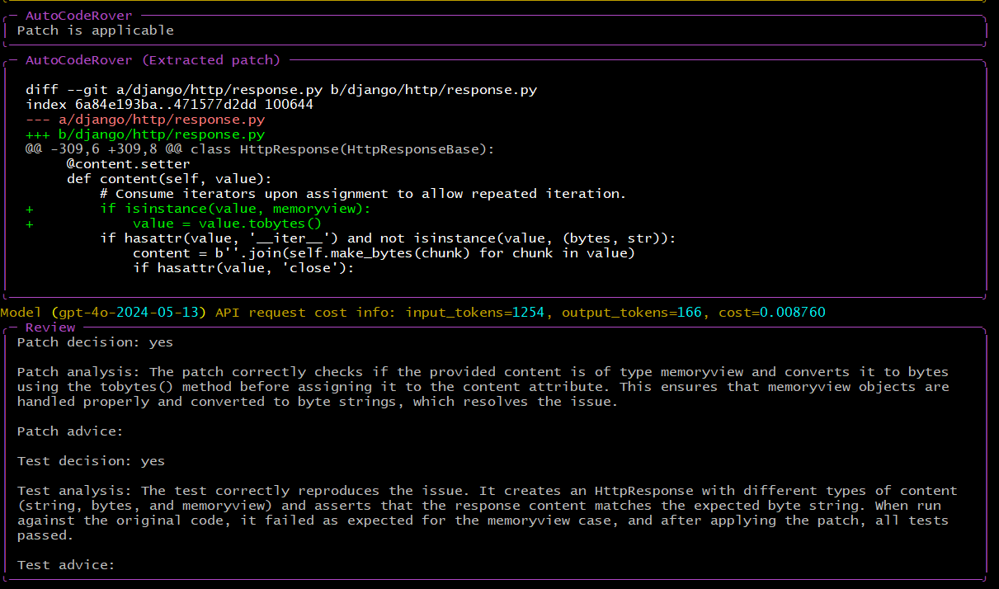 AutoCodeRover
Patch is applicable
AutoCodeRover (Extracted patch)
diff --git a/django/http/response.py b/django/http/response.py
index 6a84e193ba..471577d2dd 100644
--- a/django/http/response.py
+++ b/django/http/response.py
@@ -309,6 +309,8 @@ class HttpResponse(HttpResponseBase):
     @content.setter
     def content(self, value):
         # Consume iterators upon assignment to allow repeated iteration.
+        if isinstance(value, memoryview):
+            value = value.tobytes()
         if hasattr(value, '__iter__') and not isinstance(value, (bytes, str)):
             content = b''.join(self.make_bytes(chunk) for chunk in value)
             if hasattr(value, 'close'):
Model (gpt-4o-2024-05-13) API request cost info: input_tokens=1254, output_tokens=166, cost=0.008760
Review
Patch decision: yes
Patch analysis: The patch correctly checks if the provided content is of type memoryview and converts it to bytes
using the tobytes() method before assigning it to the content attribute. This ensures that memoryview objects are
handled properly and converted to byte strings, which resolves the issue.
Patch advice:
Test decision: yes
Test analysis: The test correctly reproduces the issue. It creates an HttpResponse with different types of content
(string, bytes, and memoryview) and asserts that the response content matches the expected byte string. When run
against the original code, it failed as expected for the memoryview case, and after applying the patch, all tests
passed.
Test advice: